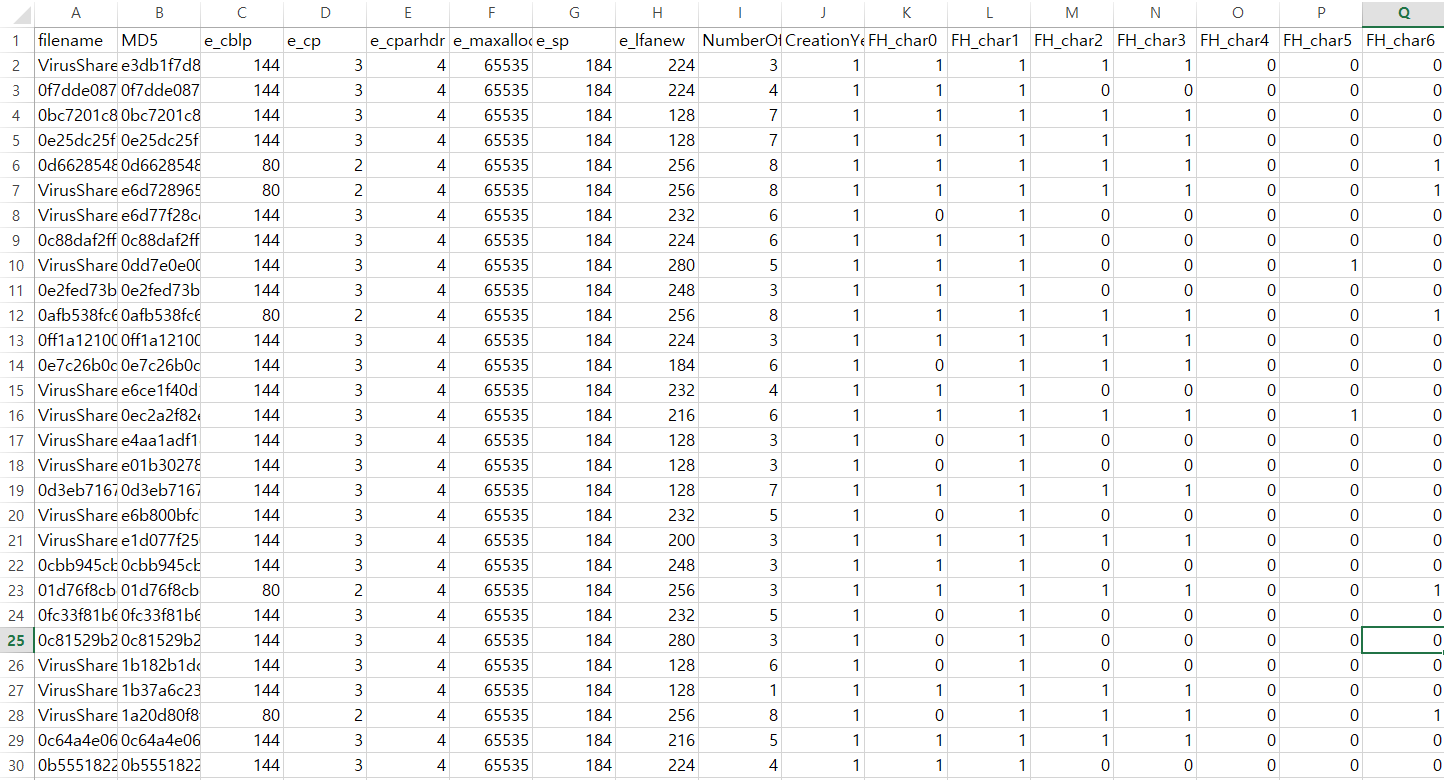 A B C D E F G H I J K L M N O P Q
1 filename MD5 e_cblp e_cp e_cparhdr e_maxalloc e_sp e_lfanew NumberOf CreationYe FH_char0 FH_char1 FH_char2 FH_char3 FH_char4 FH_char5 FH_char6
2 VirusShare e3db1f7d8 144 3 4 65535 184 224 3 1 1 1 1 1 0 0 0
3 0f7dde087 0f7dde087 144 3 4 65535 184 224 4 1 1 1 0 0 0 0 0
4 0bc7201c8 0bc7201c8 144 3 4 65535 184 128 7 1 1 1 1 1 0 0 0
5 0e25dc25f 0e25dc25f 144 3 4 65535 184 128 7 1 1 1 1 1 0 0 0
6 0d6628548 0d6628548 80 2 4 65535 184 256 8 1 1 1 1 1 0 0 1
7 VirusShare e6d728965 80 2 4 65535 184 256 8 1 1 1 1 1 0 0 1
8 VirusShare e6d77f28c 144 3 4 65535 184 232 6 1 0 1 0 0 0 0 0
9 0c88daf2ff 0c88daf2ff 144 3 4 65535 184 224 6 1 1 1 0 0 0 0 0
10 VirusShare 0dd7e0e00 144 3 4 65535 184 280 5 1 1 1 0 0 0 1 0
11 0e2fed73b 0e2fed73b 144 3 4 65535 184 248 3 1 1 1 0 0 0 0 0
12 0afb538fc6 0afb538fc6 80 2 4 65535 184 256 8 1 1 1 1 1 0 0 1
13 0ff1a12100 0ff1a12100 144 3 4 65535 184 224 3 1 1 1 1 1 0 0 0
14 0e7c26b0c 0e7c26b0c 144 3 4 65535 184 184 6 1 0 1 1 1 0 0 0
15 VirusShare e6ce1f40d 144 3 4 65535 184 232 4 1 1 1 0 0 0 0 0
16 VirusShare 0ec2a2f82e 144 3 4 65535 184 216 6 1 1 1 1 1 0 1 0
17 VirusShare e4aa1adf1 144 3 4 65535 184 128 3 1 0 1 0 0 0 0 0
18 VirusShare e01b30278 144 3 4 65535 184 128 3 1 0 1 0 0 0 0 0
19 0d3eb7167 0d3eb7167 144 3 4 65535 184 128 7 1 1 1 1 1 0 0 0
20 VirusShare e6b800bfc 144 3 4 65535 184 232 5 1 0 1 0 0 0 0 0
21 VirusShare e1d077f25 144 3 4 65535 184 200 3 1 1 1 1 1 0 0 0
22 0cbb945cb 0cbb945cb 144 3 4 65535 184 248 3 1 1 1 0 0 0 0 0
23 01d76f8cb 01d76f8cb 80 2 4 65535 184 256 3 1 1 1 1 1 0 0 1
24 0fc33f81b6 0fc33f81b6 144 3 4 65535 184 232 5 1 0 1 0 0 0 0 0
25 0c81529b2 0c81529b2 144 3 4 65535 184 280 3 1 0 1 0 0 0 0 0
26 VirusShare 1b182b1dc 144 3 4 65535 184 128 6 1 0 1 0 0 0 0 0
27 VirusShare 1b37a6c23 144 3 4 65535 184 128 1 1 1 1 1 1 0 0 0
28 VirusShare 1a20d80f8 80 2 4 65535 184 256 8 1 0 1 1 1 0 0 1
29 0c64a4e06 0c64a4e06 144 3 4 65535 184 216 5 1 1 1 1 1 0 0 0
30 0b5551822 0b5551822 144 3 4 65535 184 224 4 1 1 1 0 0 0 0 0